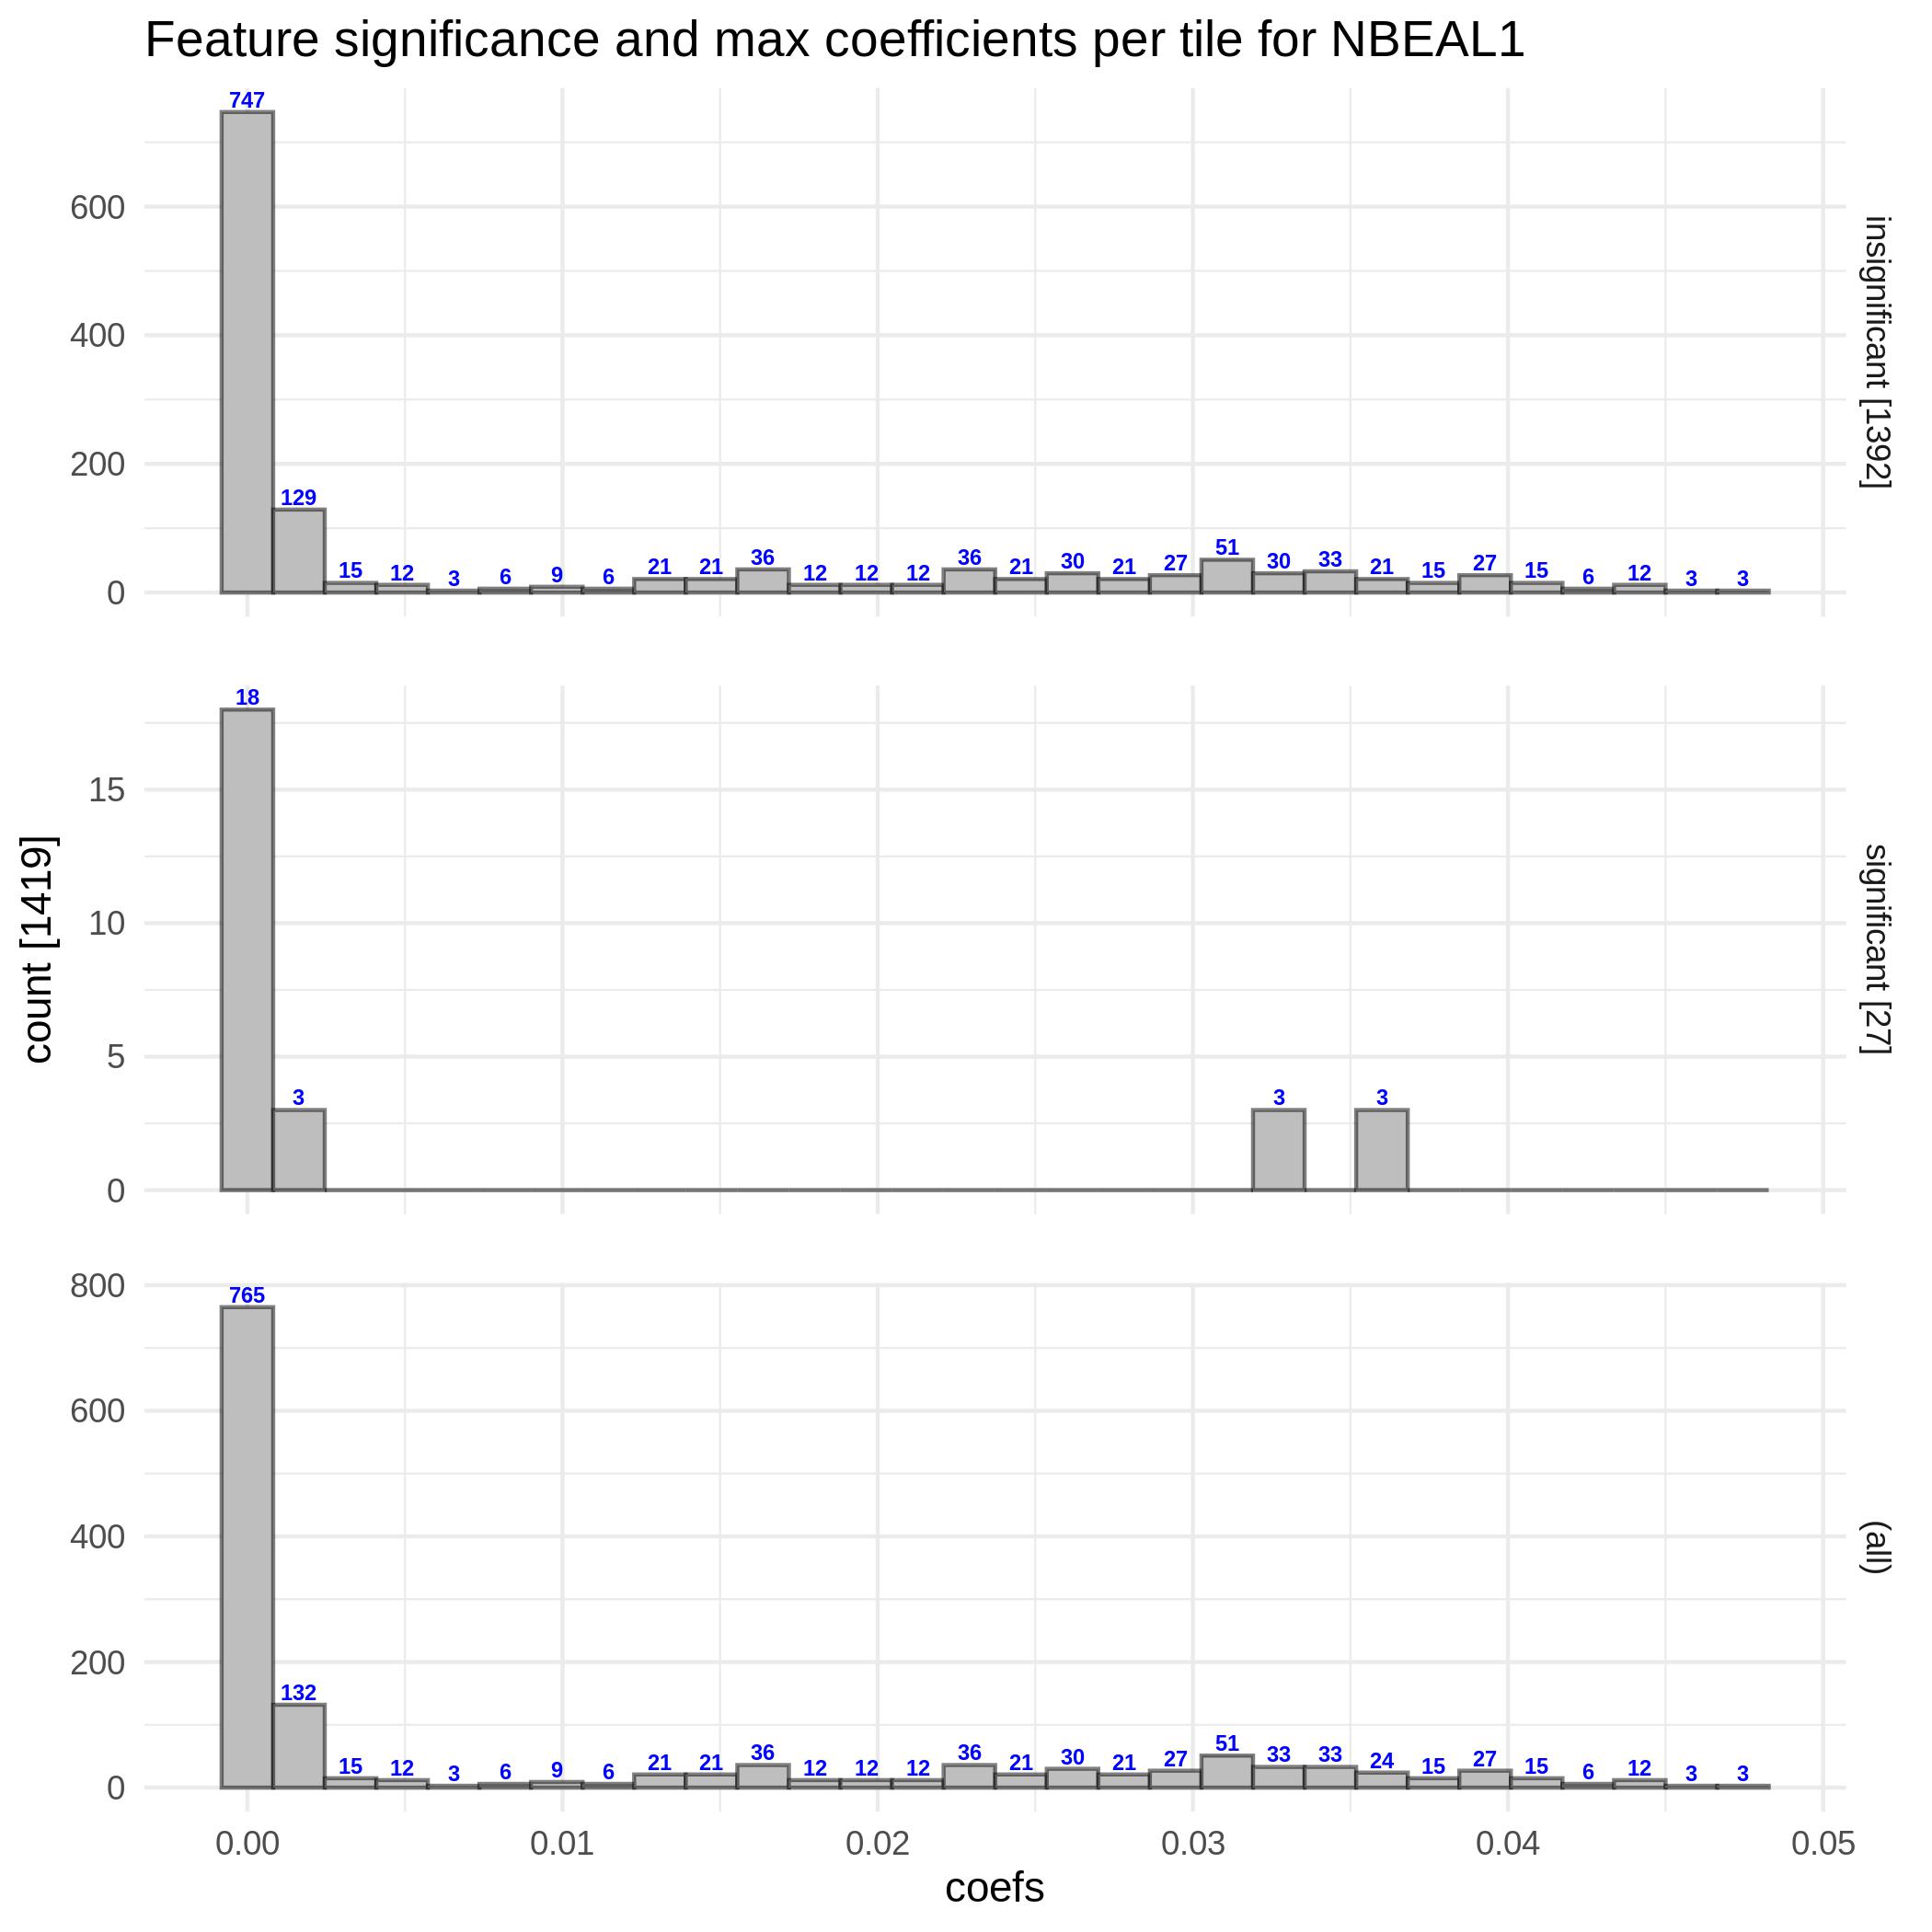 Feature significance and max coefficients per tile for NBEAL1
747
129
15 12 3 6 9 6 21 21 36 12 12 12 36 21 30 21 27 51 30 33 21 15 27 15 6 12 3 3
600
400
200
0
insignificant [1392]
18
3
3
3
15
10
5
0
significant [27]
count [1419]
765
132
15 12 3 6 9 6 21 21 36 12 12 12 36 21 30 21 27 51 33 33 24 15 27 15 6 12 3 3
800
600
400
200
0
(all)
0.00 0.01 0.02 0.03 0.04 0.05
coefs